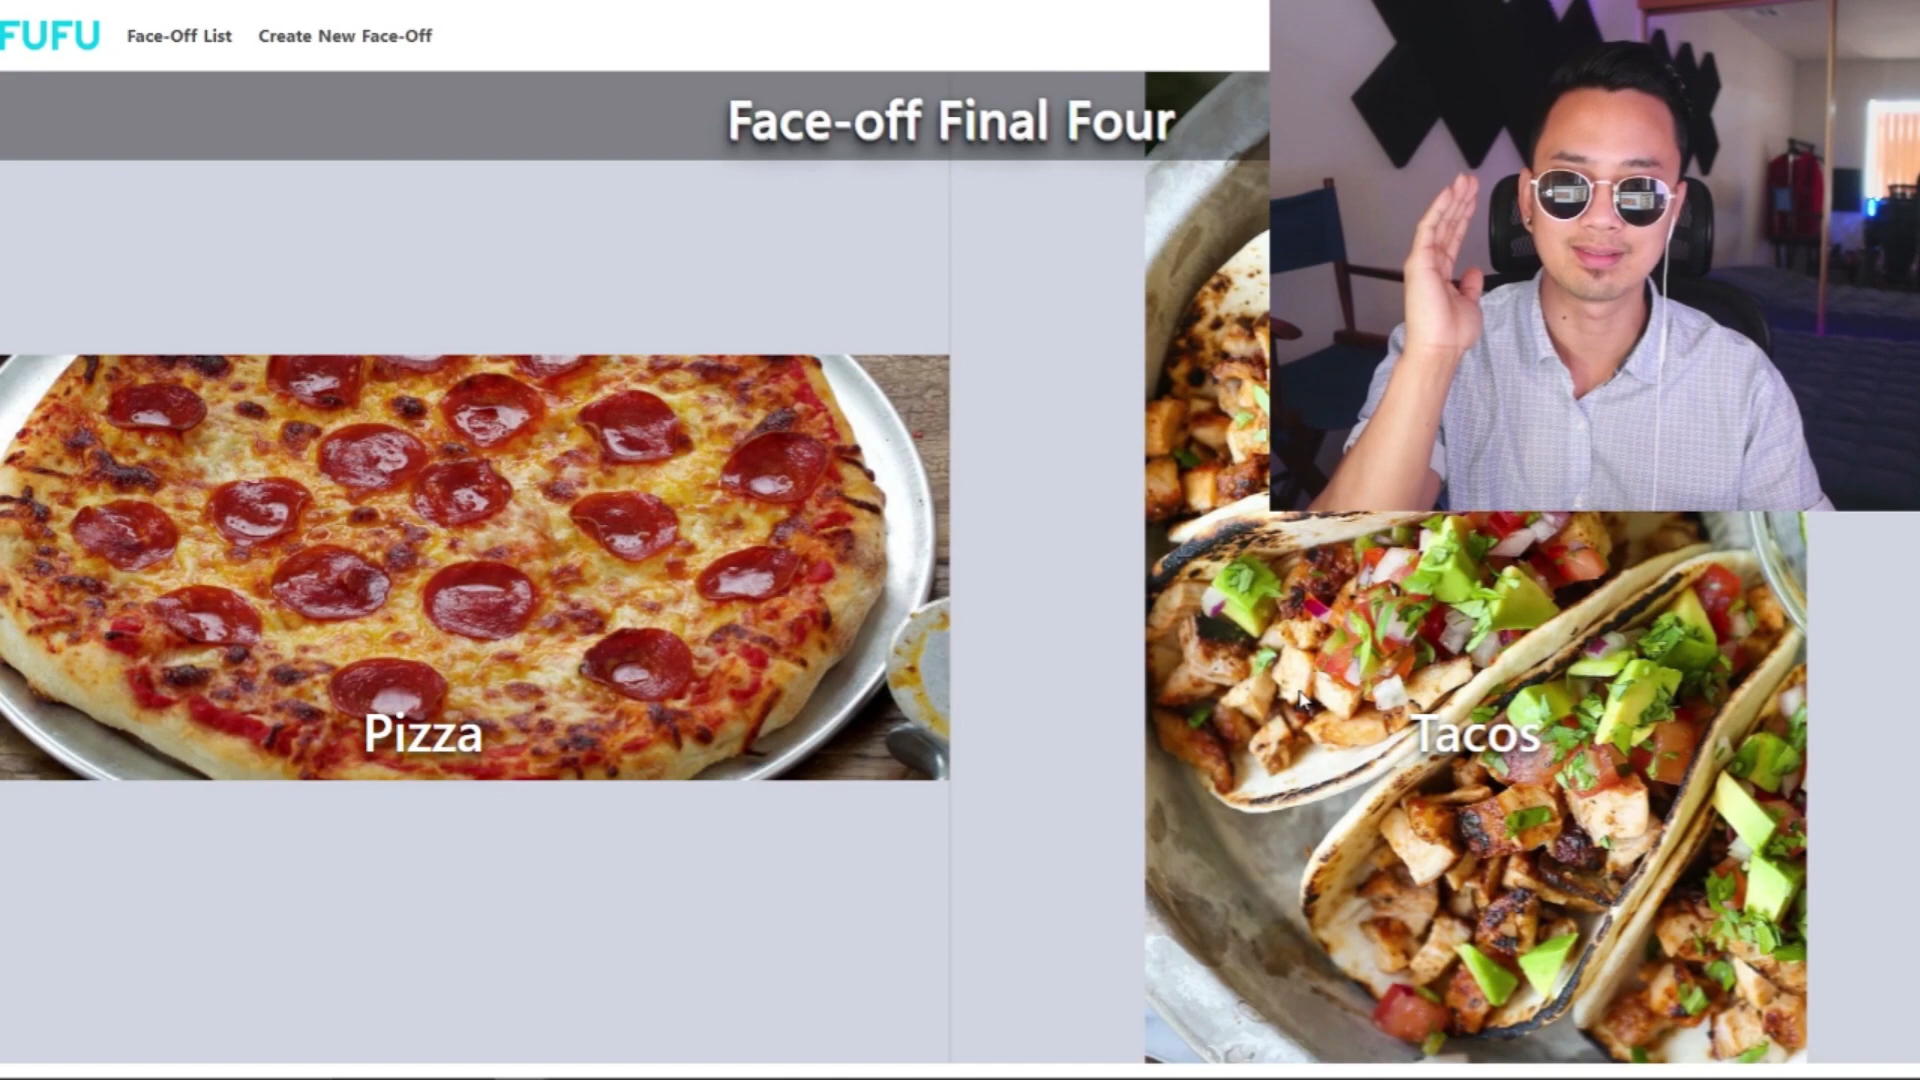 FUFU
Face-Off List
Create New Face-Off
Face-off Final Four
Pizza
Tacos